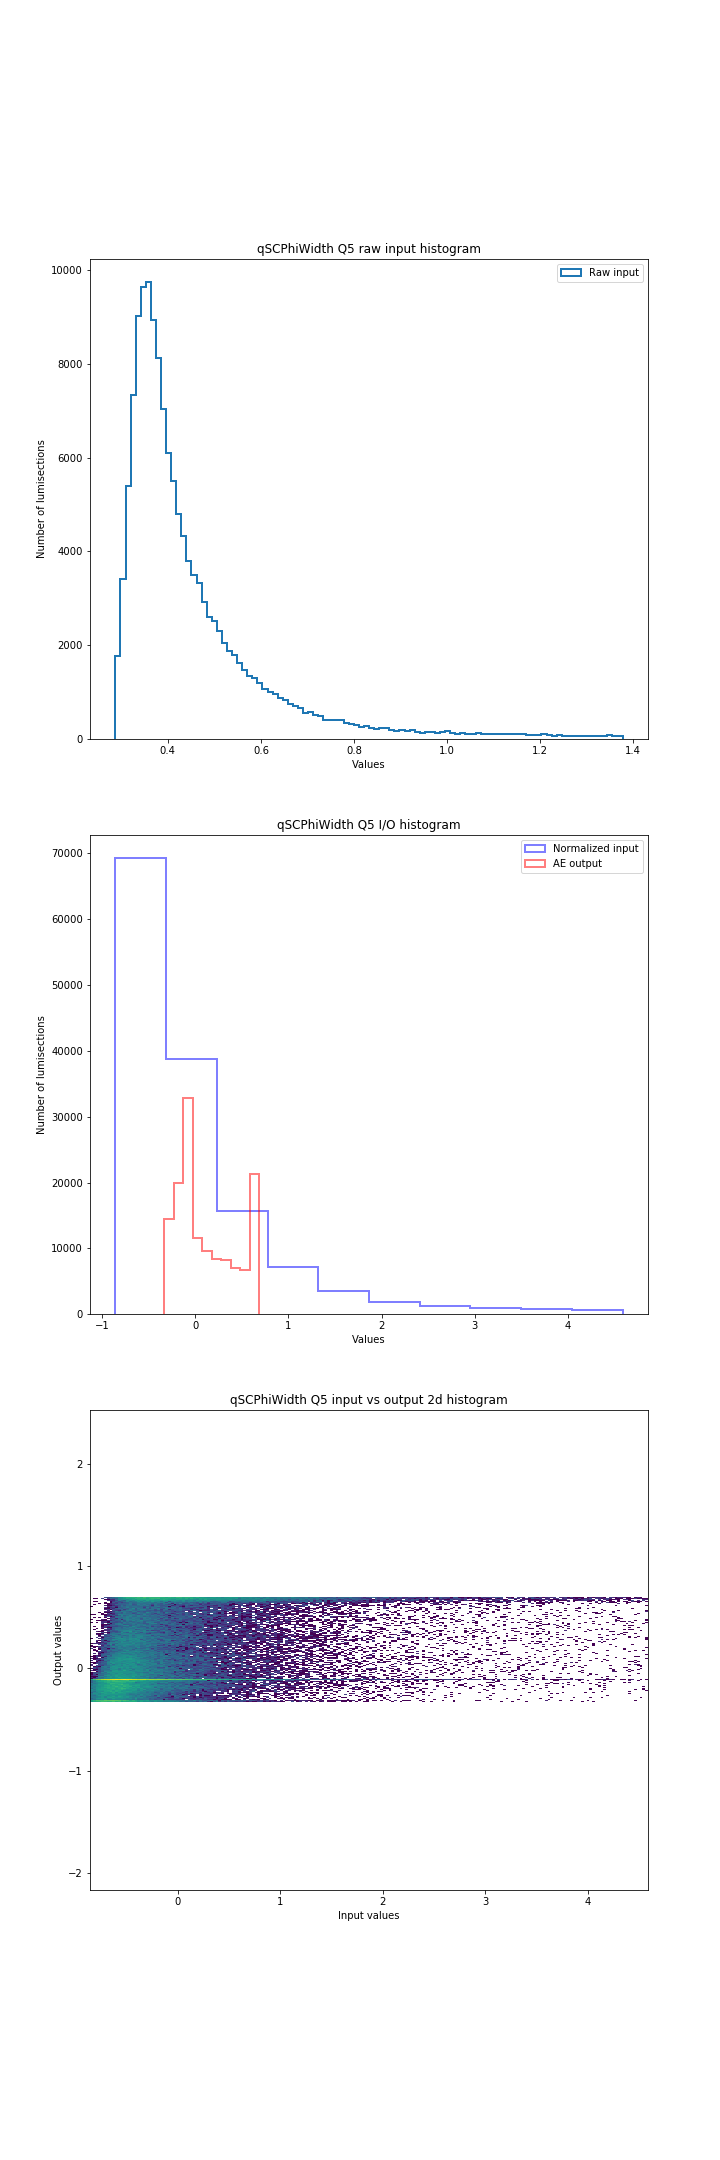 qSCPhiWidth Q5 raw input histogram
Raw input
10000
8000
6000
4000
2000
0
Number of lumisections
0.4 0.6 0.8 1.0 1.2 1.4
Values
qSCPhiWidth Q5 I/O histogram
Normalized input
AE output
70000
60000
50000
40000
30000
20000
10000
0
Number of lumisections
−1 0 1 2 3 4
Values
qSCPhiWidth Q5 input vs output 2d histogram
2
1
0
−1
−2
Output values
0 1 2 3 4
Input values